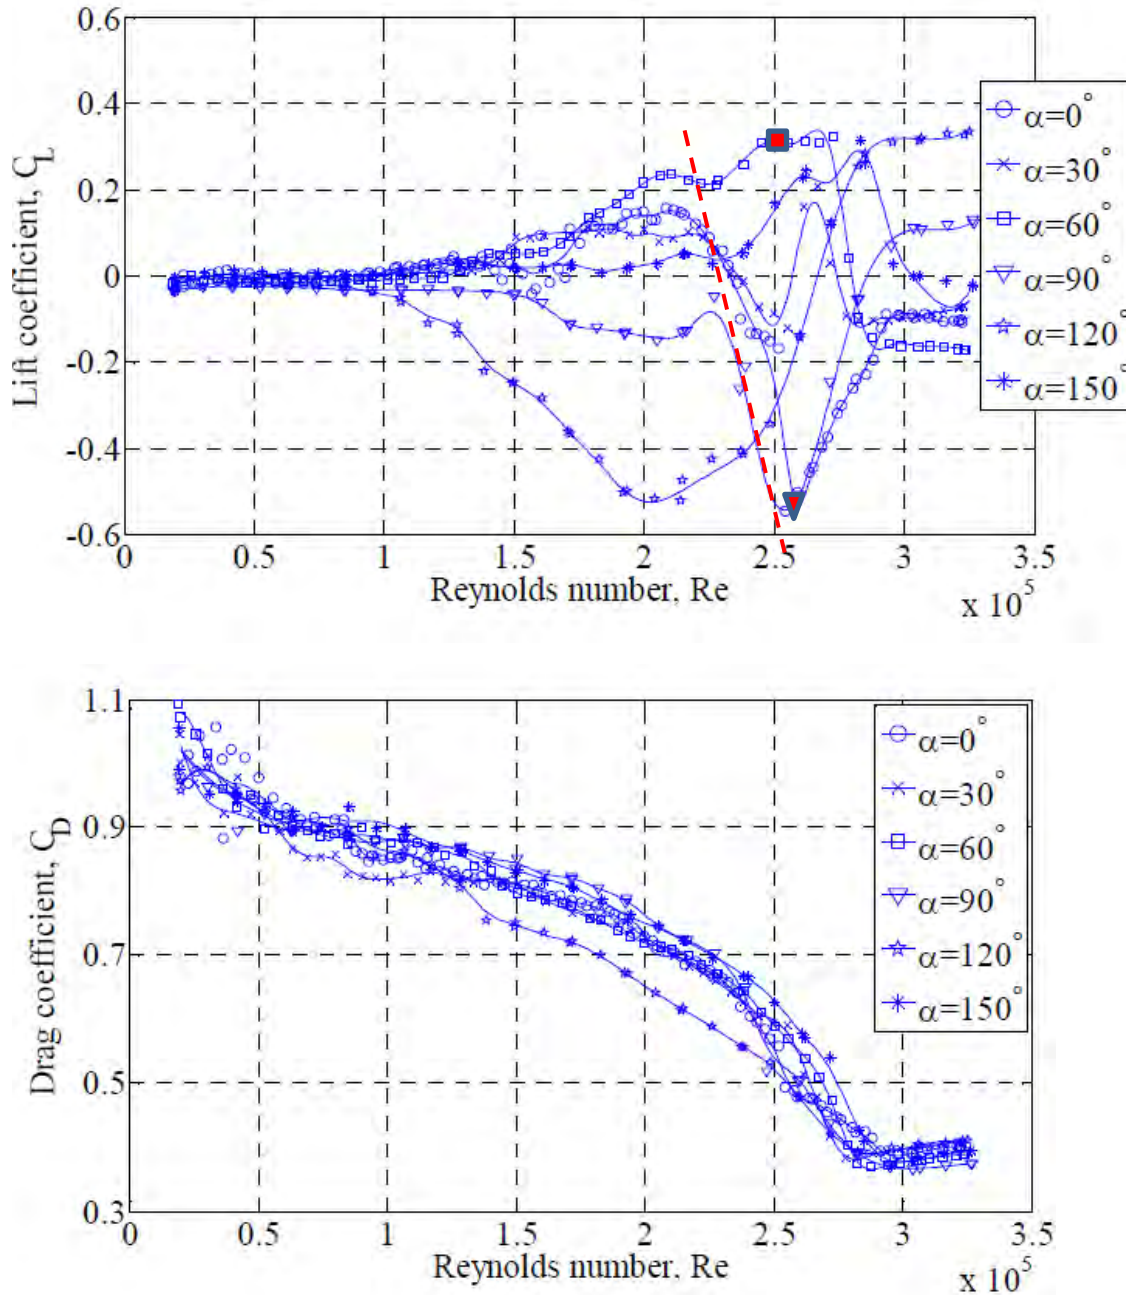 0.6
0.4
0.2
0
-0.2
-0.4
-0.6
Lift coefficient, C_L
0 0.5 1 1.5 2 2.5 3 3.5
Reynolds number, Re
x 10^5
α=0°
α=30°
α=60°
α=90°
α=120°
α=150°
1.1
0.9
0.7
0.5
0.3
Drag coefficient, C_D
0 0.5 1 1.5 2 2.5 3 3.5
Reynolds number, Re
x 10^5
α=0°
α=30°
α=60°
α=90°
α=120°
α=150°